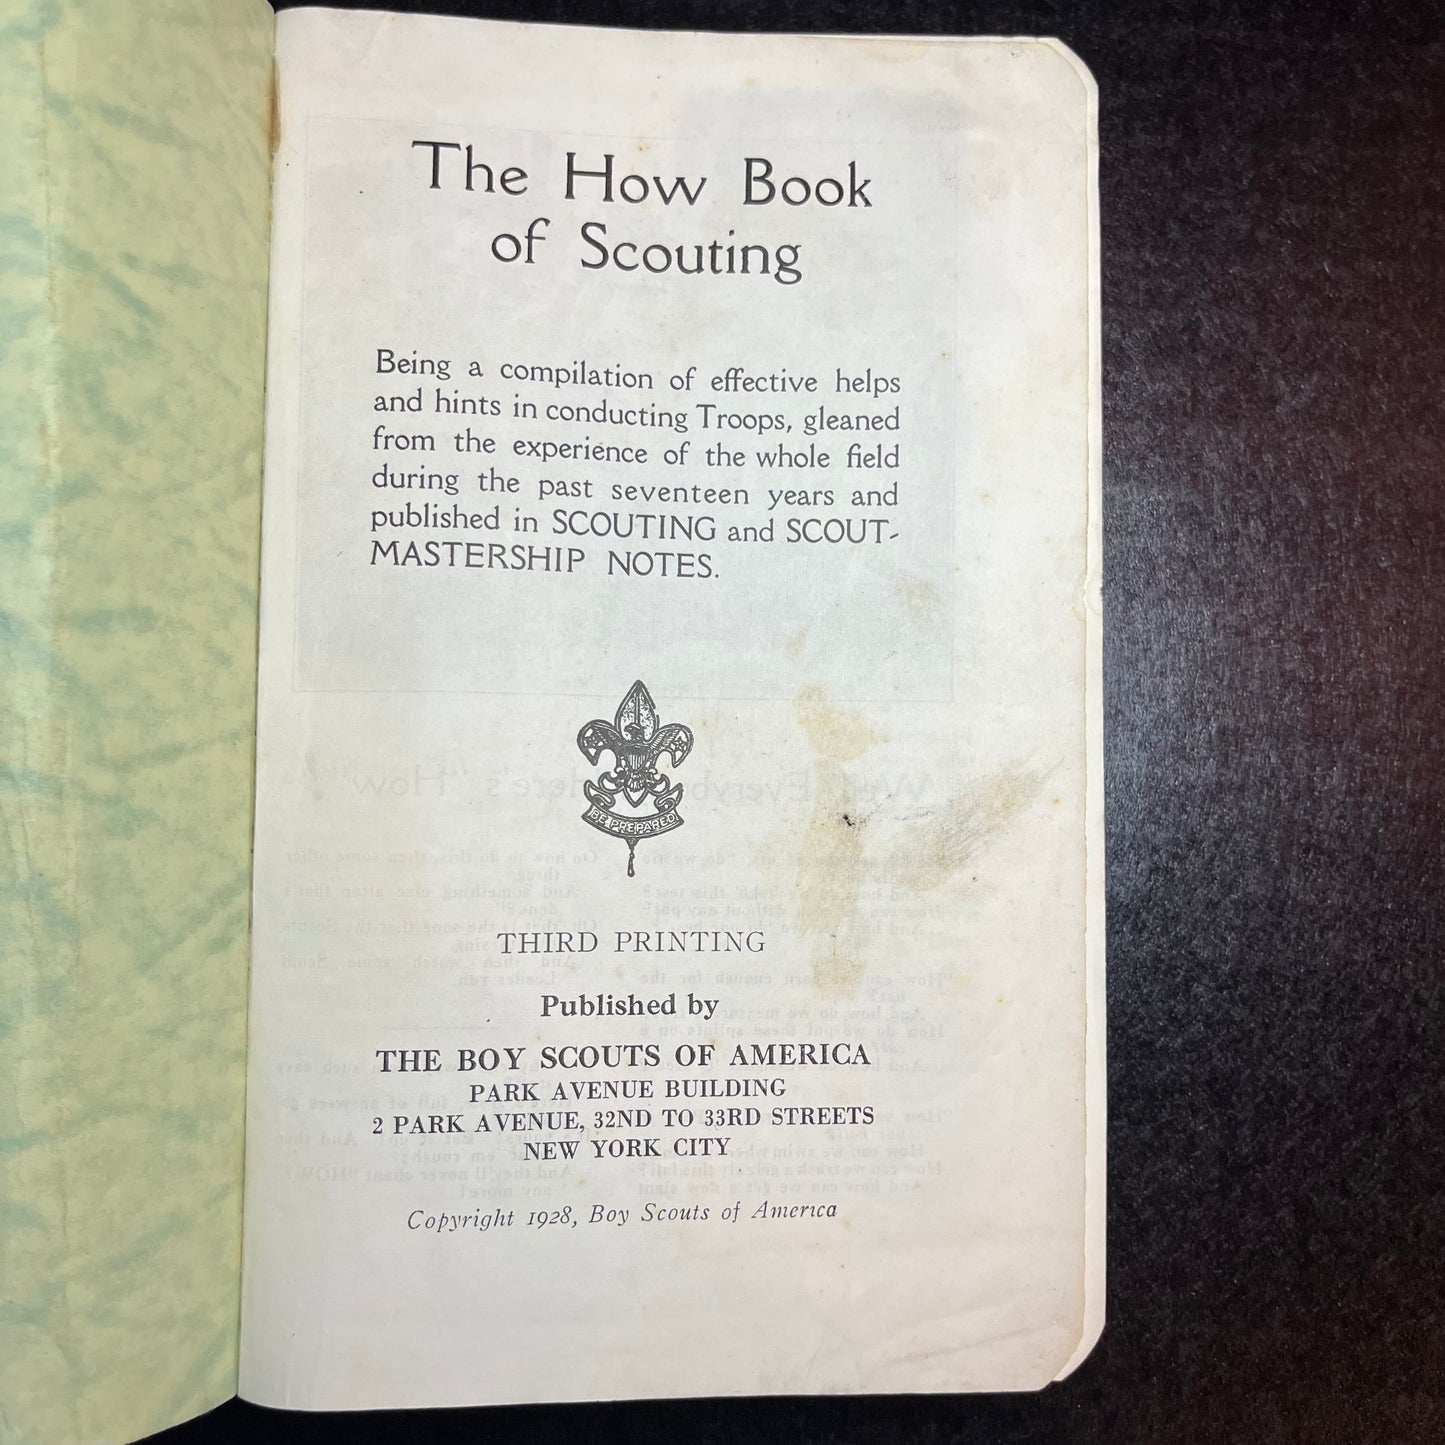 The How Book
of Scouting
Being a compilation of effective helps
and hints in conducting Troops, gleaned
from the experience of the whole field
during the past seventeen years and
published in SCOUTING and SCOUT-
MASTERSHIP NOTES.
BE PREPARED
THIRD PRINTING
Published by
THE BOY SCOUTS OF AMERICA
PARK AVENUE BUILDING
2 PARK AVENUE, 32ND TO 33RD STREETS
NEW YORK CITY
Copyright 1928, Boy Scouts of America